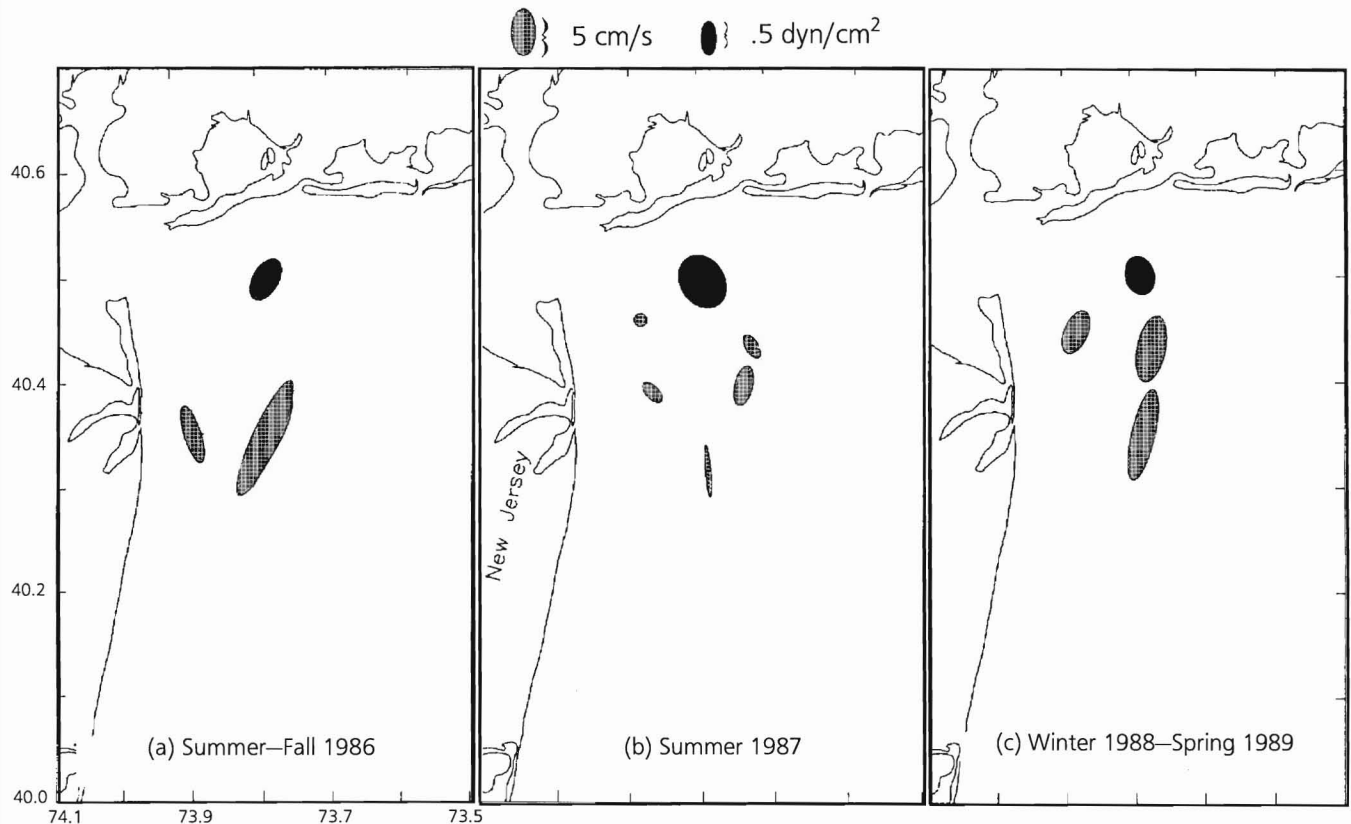 5 cm/s .5 dyn/cm²
40.6
40.4
40.2
40.0
74.1 73.9 73.7 73.5
New Jersey
(a) Summer—Fall 1986
(b) Summer 1987
(c) Winter 1988—Spring 1989